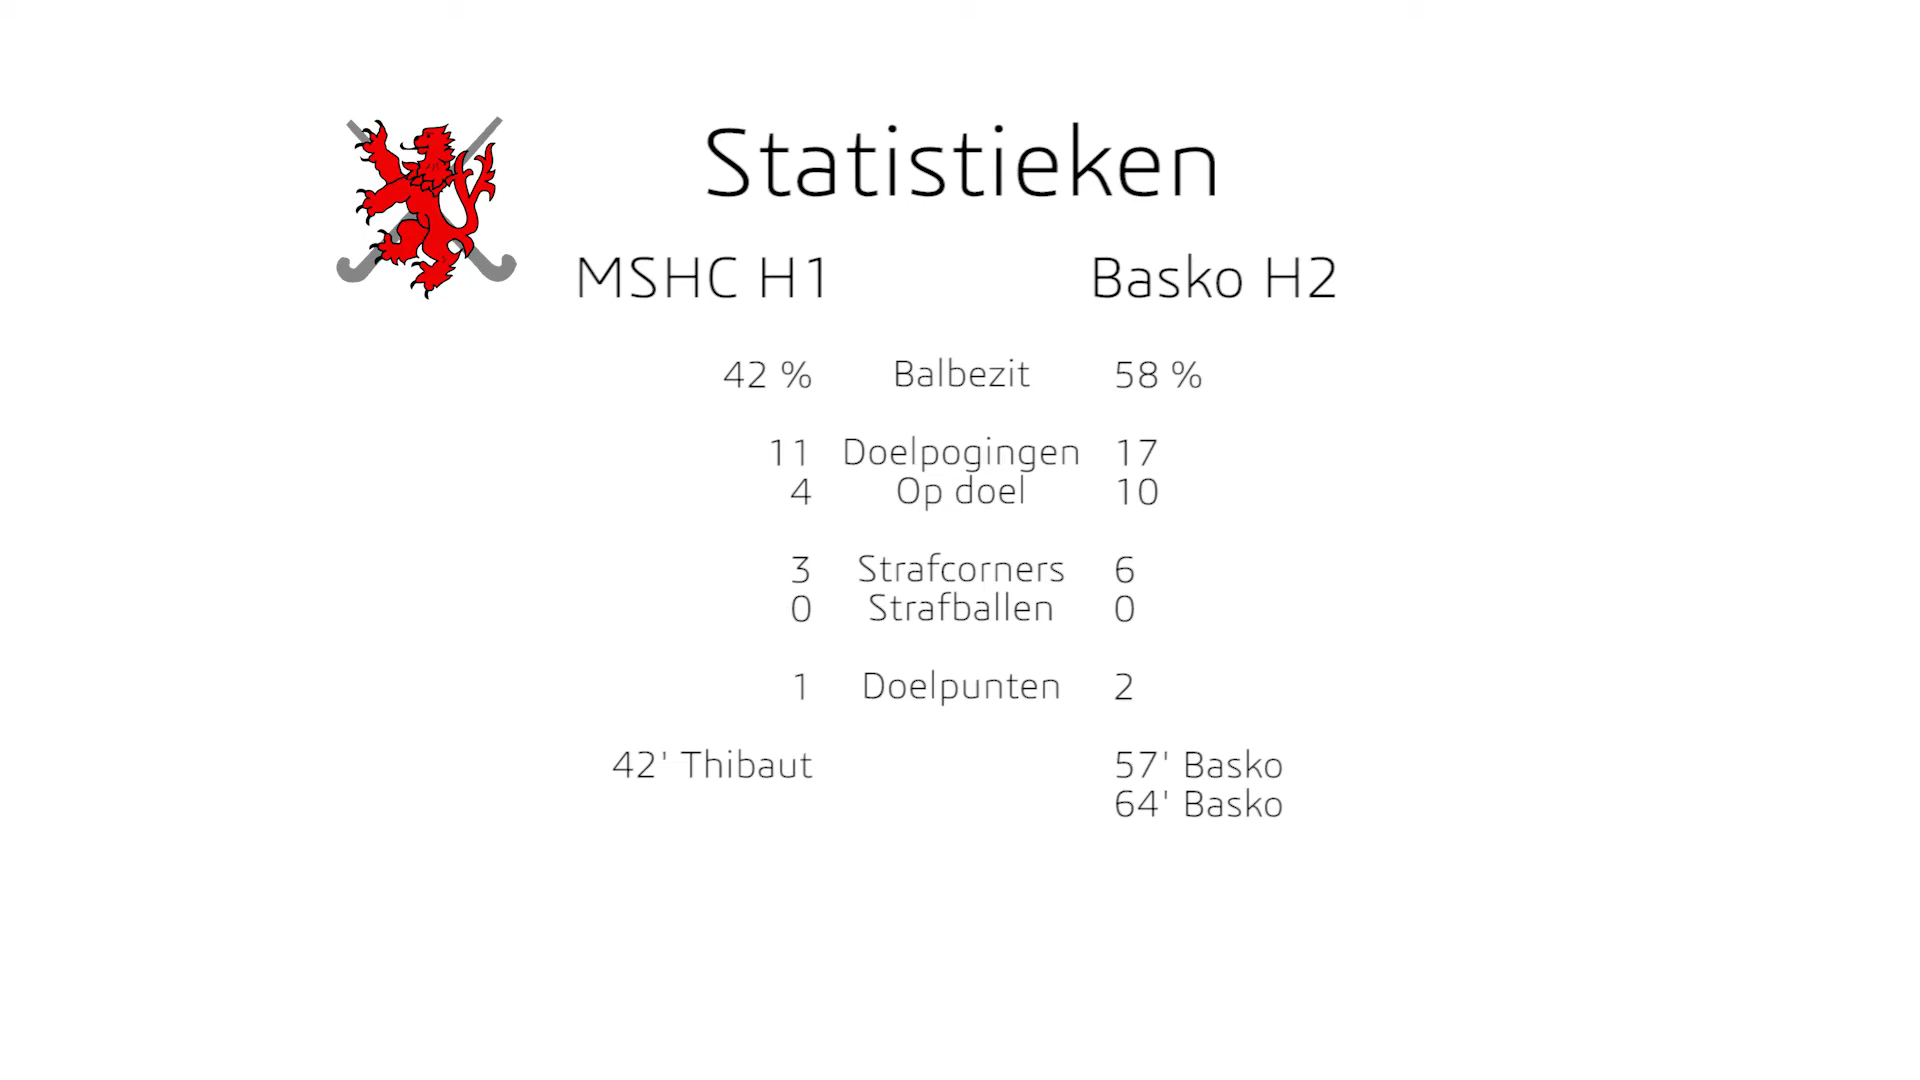 Statistieken
MSHC H1 Basko H2
42 % Balbezit 58 %
11 Doelpogingen 17
4 Op doel 10
3 Strafcorners 6
0 Strafballen 0
1 Doelpunten 2
42' Thibaut 57' Basko
64' Basko